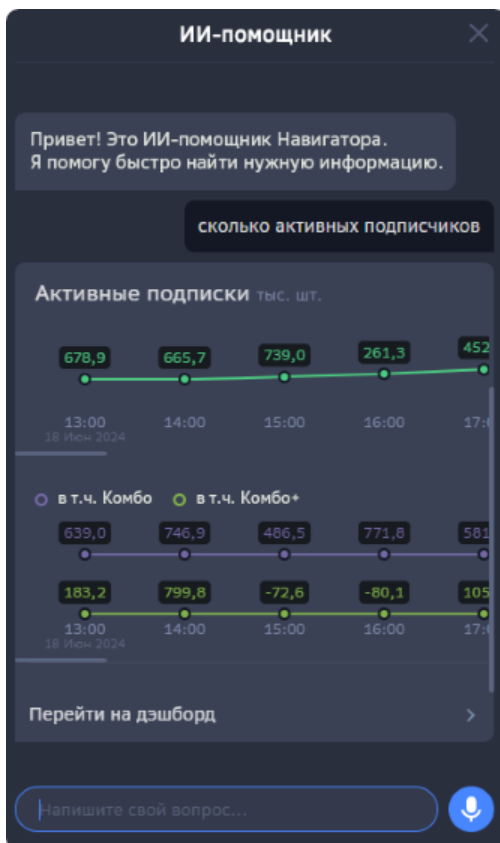 ИИ-помощник
Привет! Это ИИ-помощник Навигатора.
Я помогу быстро найти нужную информацию.
сколько активных подписчиков
Активные подписки тыс. шт.
678,9 665,7 739,0 261,3 452
13:00 14:00 15:00 16:00 17:
18 Июн 2024
в т.ч. Комбо в т.ч. Комбо+
639,0 746,9 486,5 771,8 581
183,2 799,8 -72,6 -80,1 105
13:00 14:00 15:00 16:00 17:
18 Июн 2024
Перейти на дэшборд
Напишите свой вопрос...